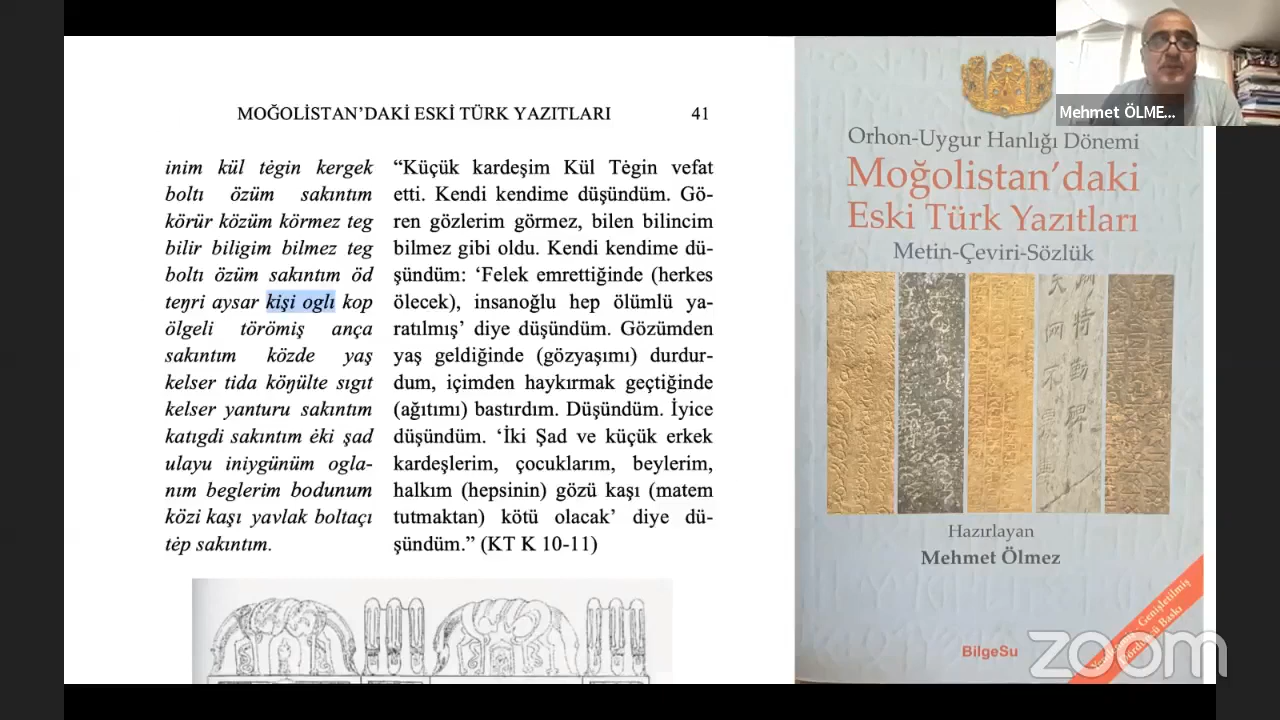 MOĞOLİSTAN'DAKİ ESKİ TÜRK YAZITLARI 41
inim kül tėgin kergek
boltı özüm sakıntım
körür közüm körmez teg
bilir biligim bilmez teg
boltı özüm sakıntım öd
teŋri aysar kişi oglı kop
ölgeli törömiş ança
sakıntım közde yaş
kelser tida köŋülte sıgıt
kelser yanturu sakıntım
katıgdi sakıntım ėki şad
ulayu iniygünüm ogla-
nım beglerim bodunum
közi kaşı yavlak boltaçı
tėp sakıntım.
“Küçük kardeşim Kül Tėgin vefat
etti. Kendi kendime düşündüm. Gö-
ren gözlerim görmez, bilen bilincim
bilmez gibi oldu. Kendi kendime dü-
şündüm: ‘Felek emrettiğinde (herkes
ölecek), insanoğlu hep ölümlü ya-
ratılmış’ diye düşündüm. Gözümden
yaş geldiğinde (gözyaşımı) durdur-
dum, içimden haykırmak geçtiğinde
(ağıtımı) bastırdım. Düşündüm. İyice
düşündüm. ‘İki Şad ve küçük erkek
kardeşlerim, çocuklarım, beylerim,
halkım (hepsinin) gözü kaşı (matem
tutmaktan) kötü olacak’ diye dü-
şündüm.” (KT K 10-11)
Mehmet ÖLME...
Orhon-Uygur Hanlığı Dönemi
Moğolistan'daki
Eski Türk Yazıtları
Metin-Çeviri-Sözlük
Hazırlayan
Mehmet Ölmez
Genişletilmiş
BilgeSu
zoom